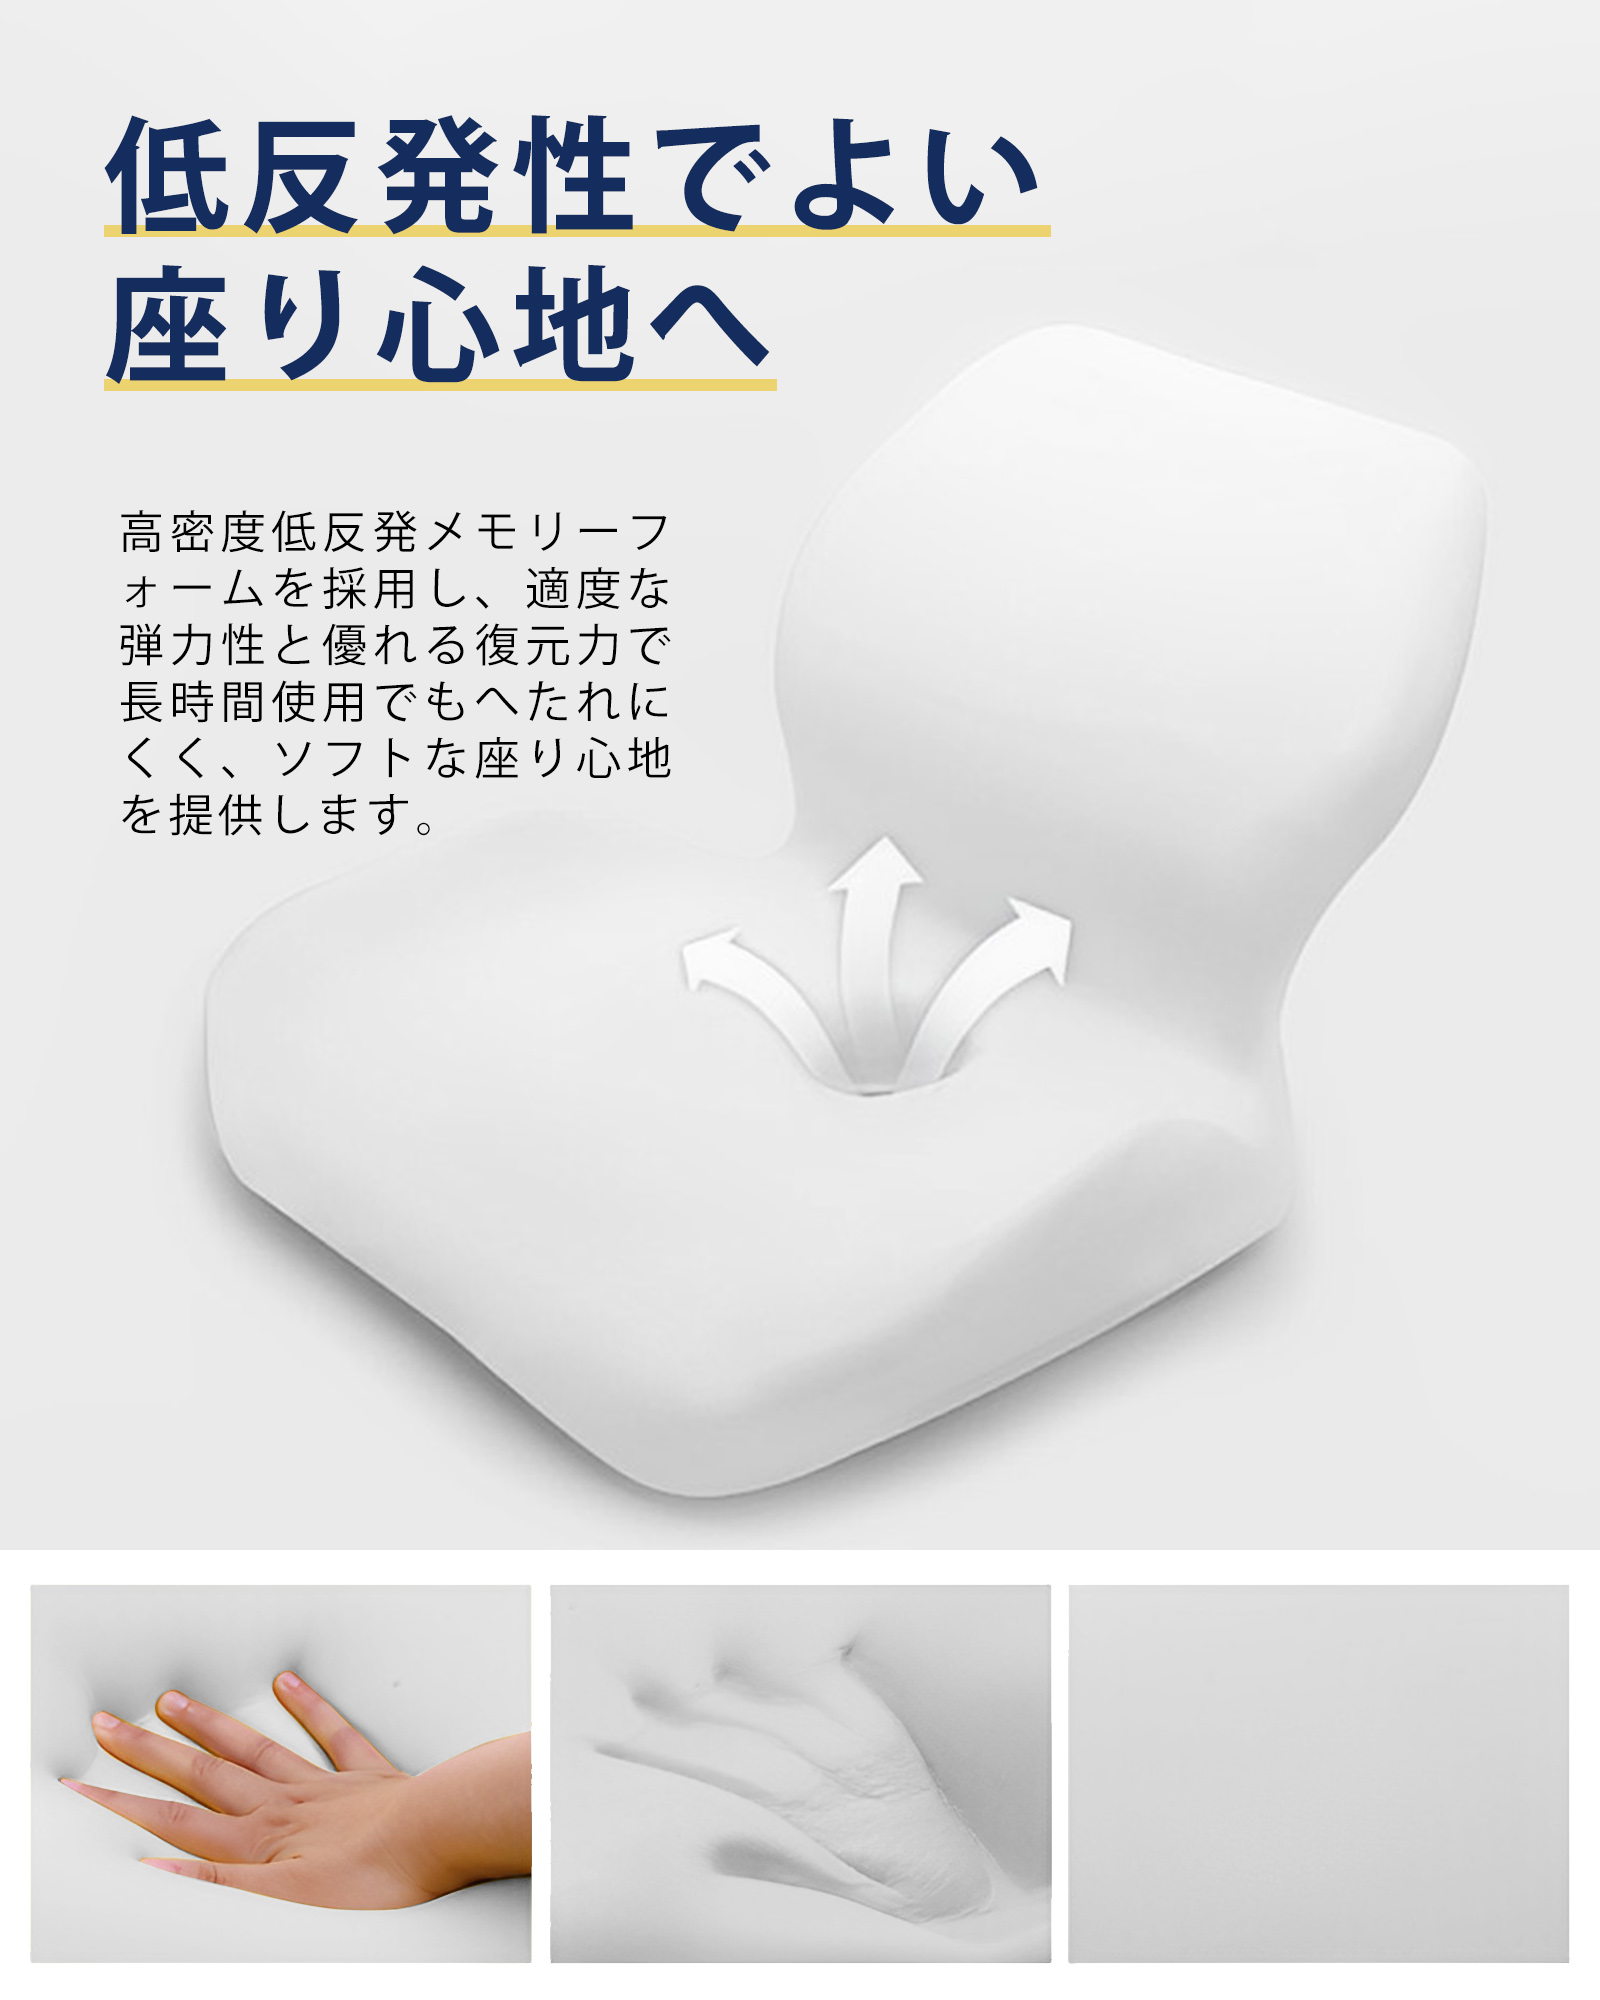 低反発性でよい
座り心地へ
高密度低反発メモリーフ
ォームを採用し、適度な
弾力性と優れる復元力で
長時間使用でもへたれに
くく、ソフトな座り心地
を提供します。